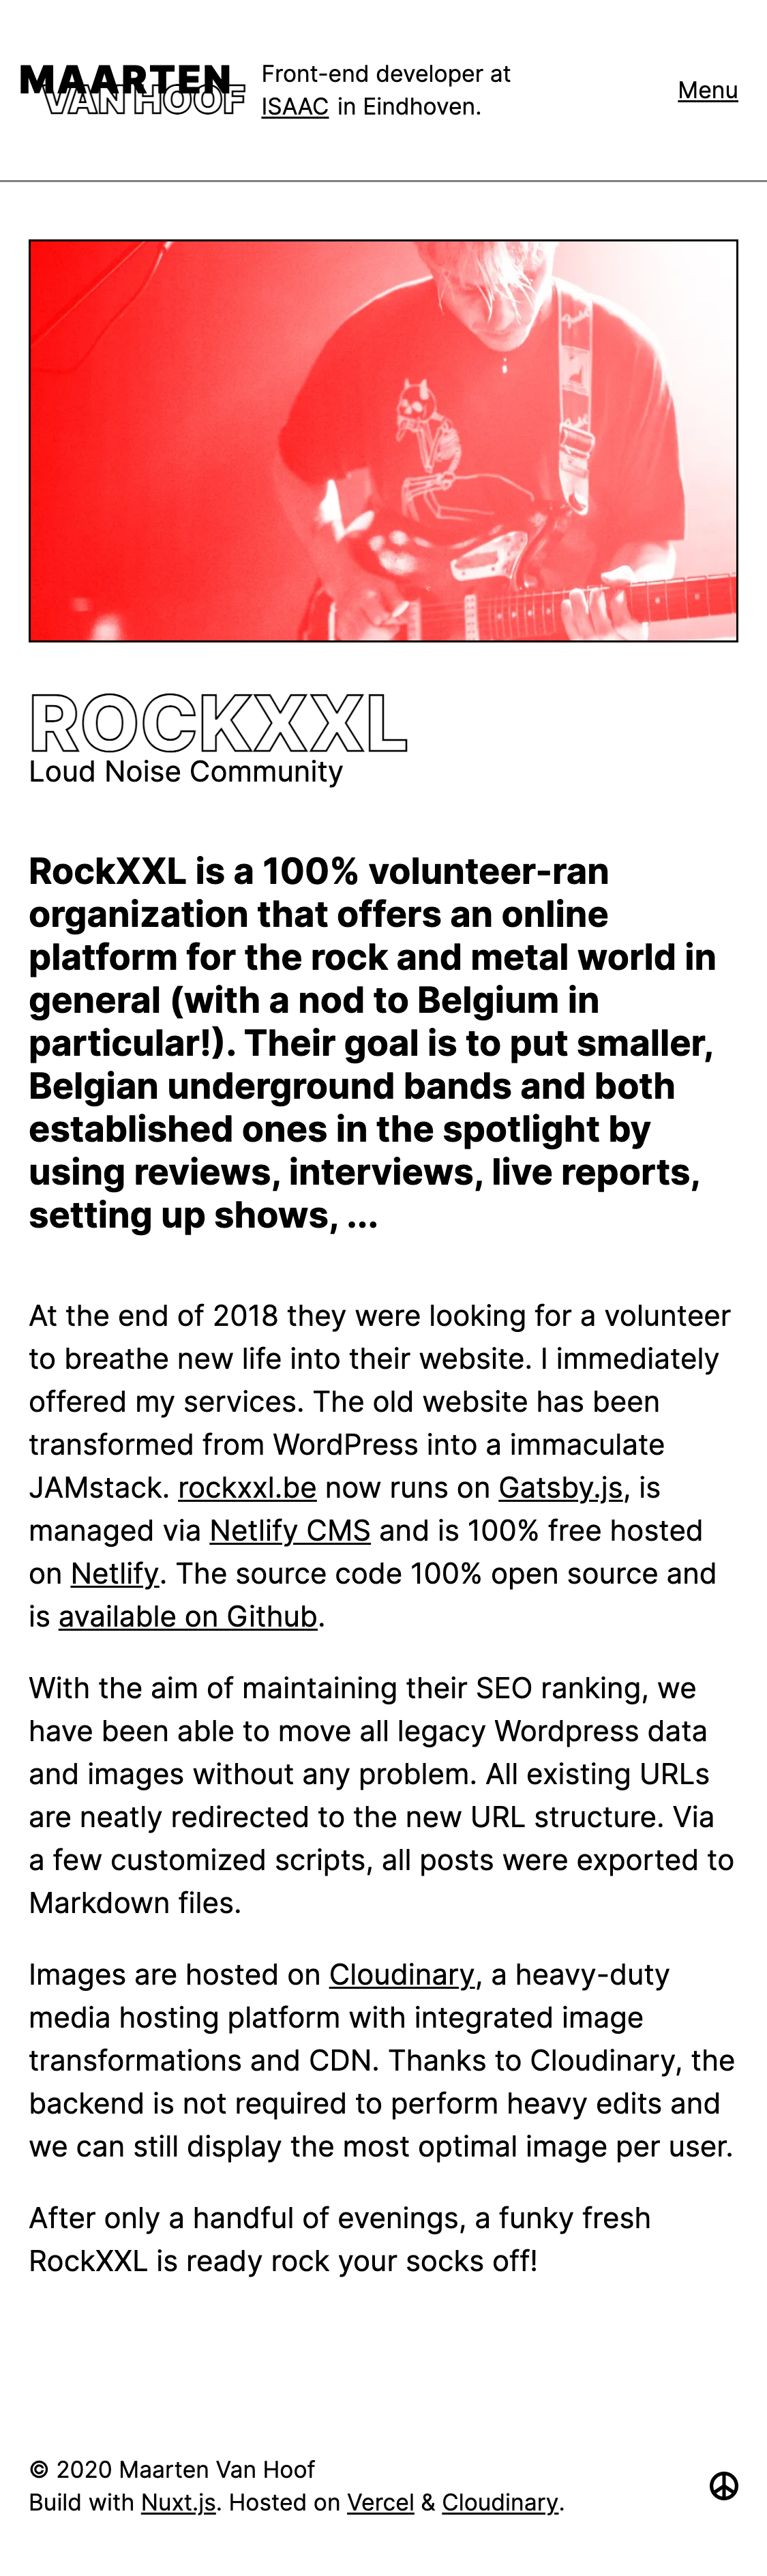 MAARTEN
VAN HOOF
Front-end developer at
ISAAC in Eindhoven.
Menu
ROCKXXL
Loud Noise Community
RockXXL is a 100% volunteer-ran
organization that offers an online
platform for the rock and metal world in
general (with a nod to Belgium in
particular!). Their goal is to put smaller,
Belgian underground bands and both
established ones in the spotlight by
using reviews, interviews, live reports,
setting up shows, ...
At the end of 2018 they were looking for a volunteer
to breathe new life into their website. I immediately
offered my services. The old website has been
transformed from WordPress into a immaculate
JAMstack. rockxxl.be now runs on Gatsby.js, is
managed via Netlify CMS and is 100% free hosted
on Netlify. The source code 100% open source and
is available on Github.
With the aim of maintaining their SEO ranking, we
have been able to move all legacy Wordpress data
and images without any problem. All existing URLs
are neatly redirected to the new URL structure. Via
a few customized scripts, all posts were exported to
Markdown files.
Images are hosted on Cloudinary, a heavy-duty
media hosting platform with integrated image
transformations and CDN. Thanks to Cloudinary, the
backend is not required to perform heavy edits and
we can still display the most optimal image per user.
After only a handful of evenings, a funky fresh
RockXXL is ready rock your socks off!
© 2020 Maarten Van Hoof
Build with Nuxt.js. Hosted on Vercel & Cloudinary.